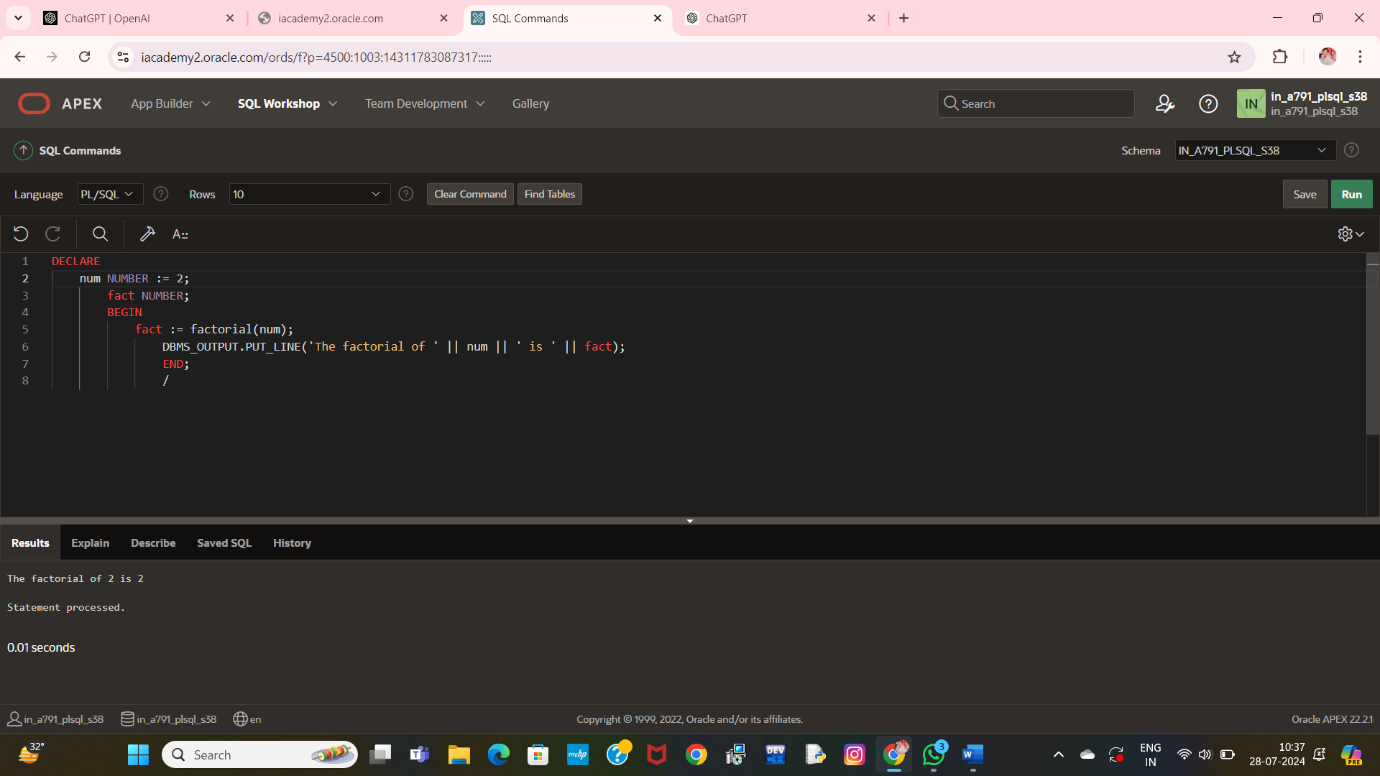 ChatGPT | OpenAI
iacademy2.oracle.com
SQL Commands
ChatGPT
iacademy2.oracle.com/ords/f?p=4500:1003:14311783087317:::::
APEX
App Builder
SQL Workshop
Team Development
Gallery
Search
IN
in_a791_plsql_s38
in_a791_plsql_s38
SQL Commands
Schema
IN_A791_PLSQL_S38
Language
PL/SQL
Rows
10
Clear Command
Find Tables
Save
Run
1 DECLARE
2 num NUMBER := 2;
3 fact NUMBER;
4 BEGIN
5 fact := factorial(num);
6 DBMS_OUTPUT.PUT_LINE('The factorial of ' || num || ' is ' || fact);
7 END;
8 /
Results
Explain
Describe
Saved SQL
History
The factorial of 2 is 2
Statement processed.
0.01 seconds
in_a791_plsql_s38
in_a791_plsql_s38
en
Copyright © 1999, 2022, Oracle and/or its affiliates.
Oracle APEX 22.2.1
32°
Search
myhp
DEV
3
W
ENG
IN
10:37
28-07-2024
PRE